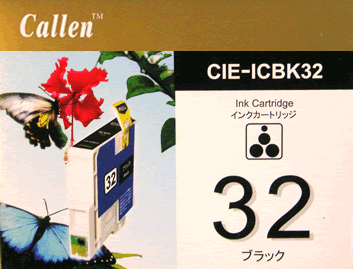 Callen™
CIE-ICBK32
Ink Cartridge
インクカートリッジ
32
32
ブラック